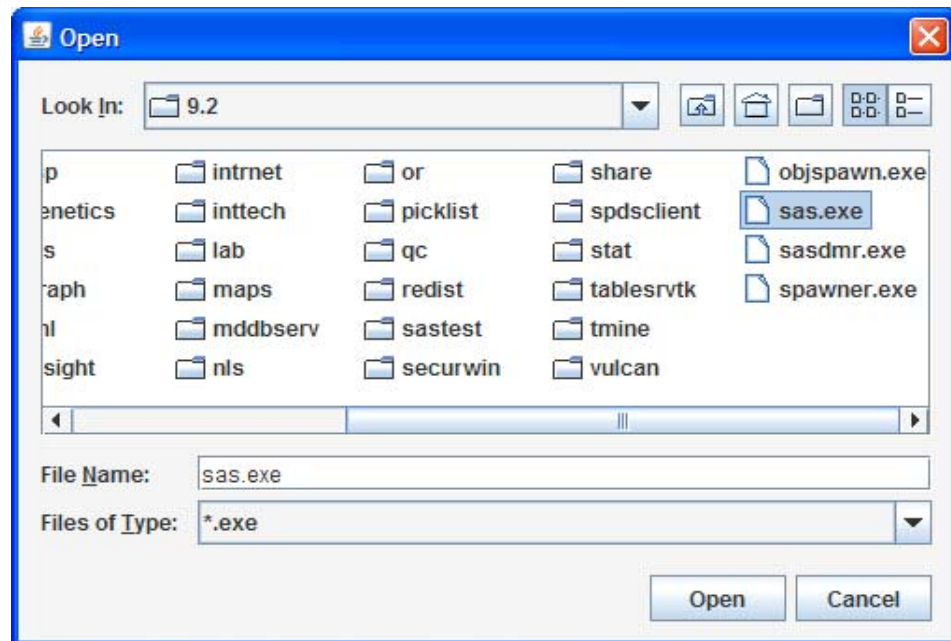 Open
Look In: 9.2
p intrnet or share objspawn.exe
enetics inttech picklist spdsclient sas.exe
s lab qc stat sasdmr.exe
raph maps redist tablesrvtk spawner.exe
mddbserv sastest tmine
sight nls securwin vulcan
File Name: sas.exe
Files of Type: *.exe
Open Cancel